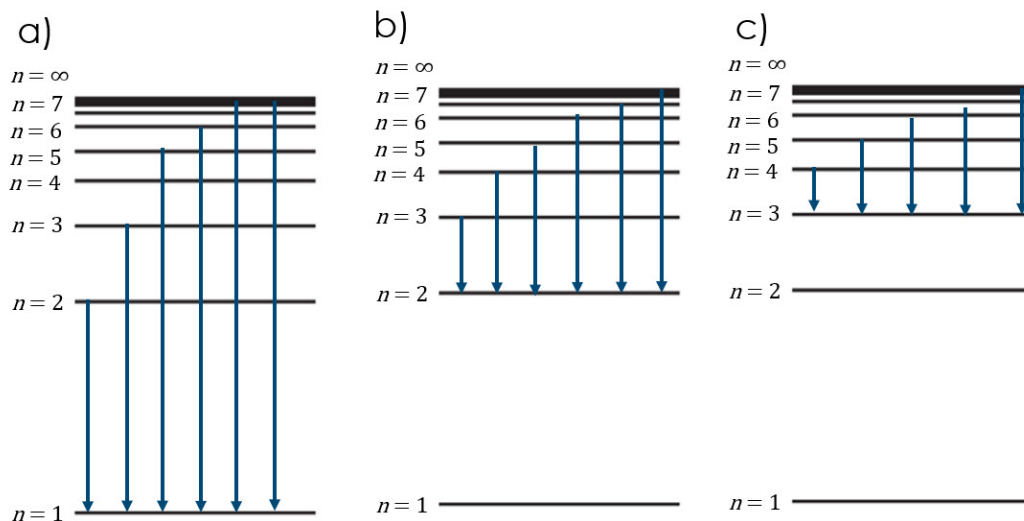 a)
n = ∞
n = 7
n = 6
n = 5
n = 4
n = 3
n = 2
n = 1
b)
n = ∞
n = 7
n = 6
n = 5
n = 4
n = 3
n = 2
n = 1
c)
n = ∞
n = 7
n = 6
n = 5
n = 4
n = 3
n = 2
n = 1